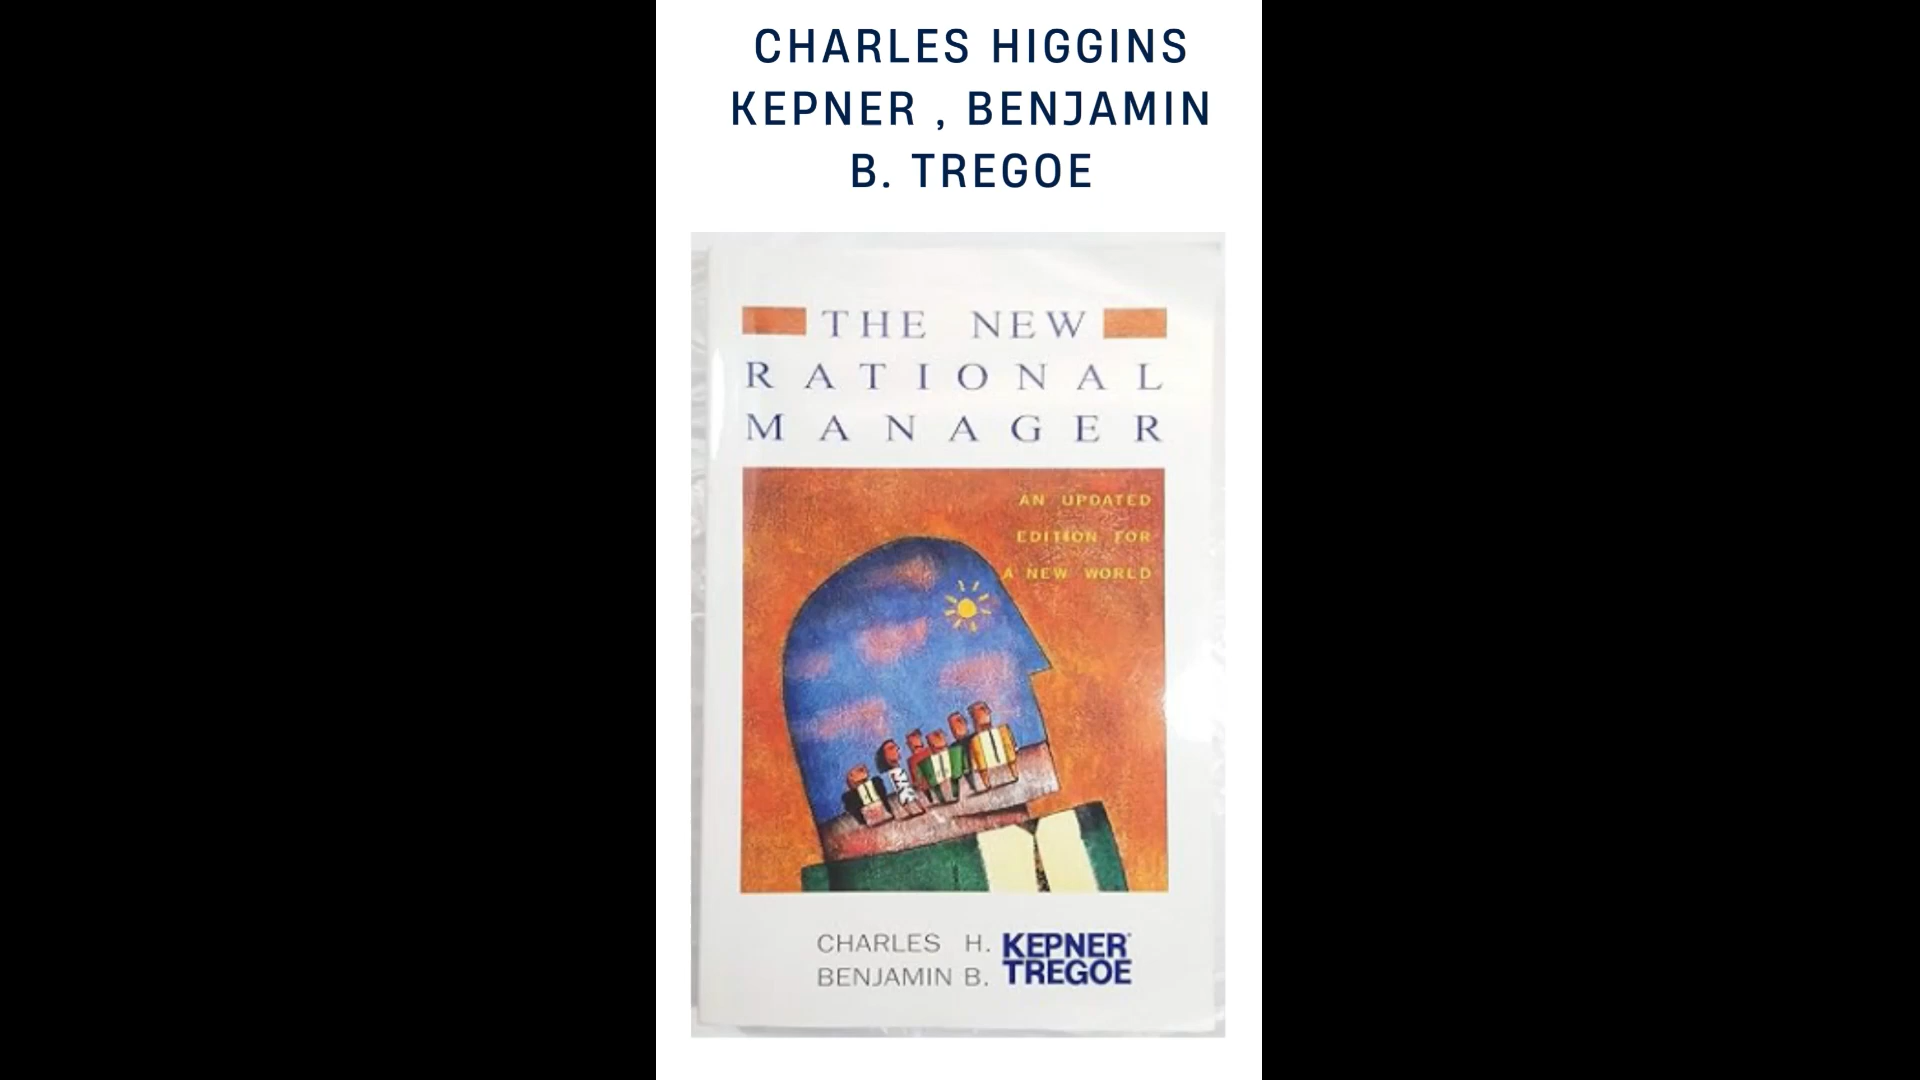 CHARLES HIGGINS
KEPNER , BENJAMIN
B. TREGOE
THE NEW
RATIONAL
MANAGER
AN UPDATED
EDITION FOR
A NEW WORLD
CHARLES H. KEPNER
BENJAMIN B. TREGOE